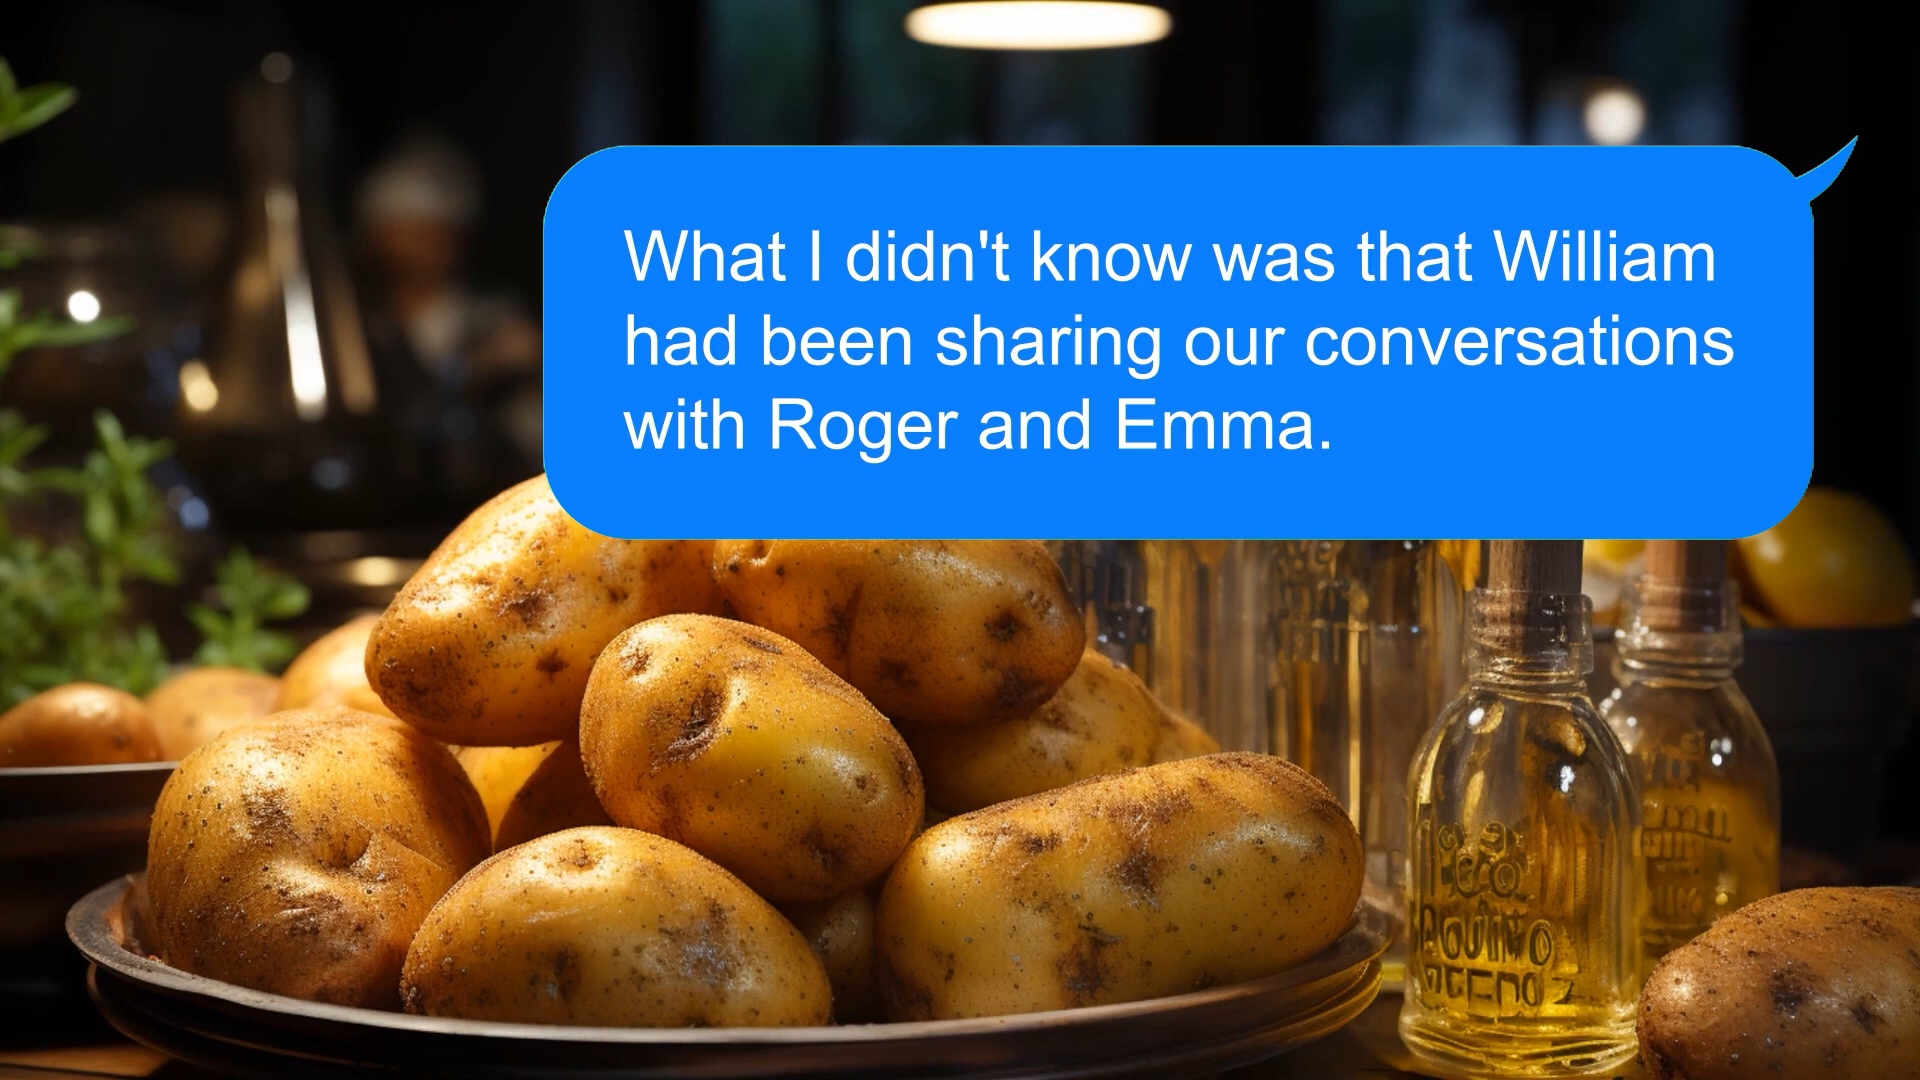 What I didn't know was that William
had been sharing our conversations
with Roger and Emma.